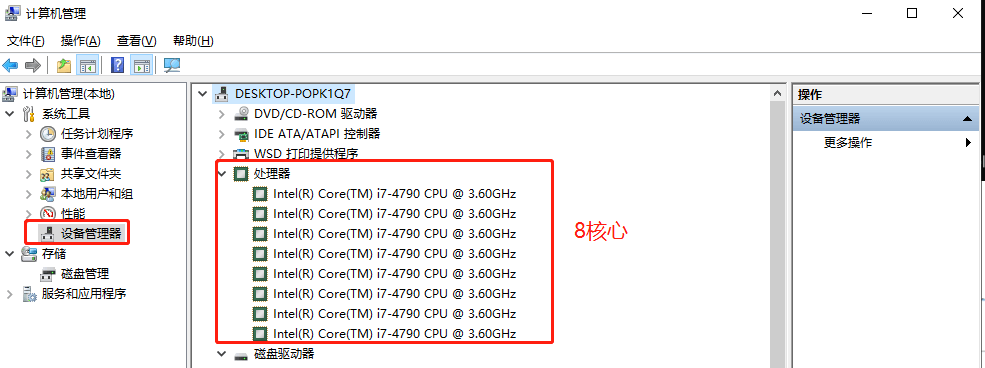 计算机管理
文件(F) 操作(A) 查看(V) 帮助(H)
计算机管理(本地)
系统工具
任务计划程序
事件查看器
共享文件夹
本地用户和组
性能
设备管理器
存储
磁盘管理
服务和应用程序
DESKTOP-POPK1Q7
DVD/CD-ROM 驱动器
IDE ATA/ATAPI 控制器
WSD 打印提供程序
处理器
Intel(R) Core(TM) i7-4790 CPU @ 3.60GHz
Intel(R) Core(TM) i7-4790 CPU @ 3.60GHz
Intel(R) Core(TM) i7-4790 CPU @ 3.60GHz
Intel(R) Core(TM) i7-4790 CPU @ 3.60GHz
Intel(R) Core(TM) i7-4790 CPU @ 3.60GHz
Intel(R) Core(TM) i7-4790 CPU @ 3.60GHz
Intel(R) Core(TM) i7-4790 CPU @ 3.60GHz
Intel(R) Core(TM) i7-4790 CPU @ 3.60GHz
磁盘驱动器
8核心
操作
设备管理器
更多操作